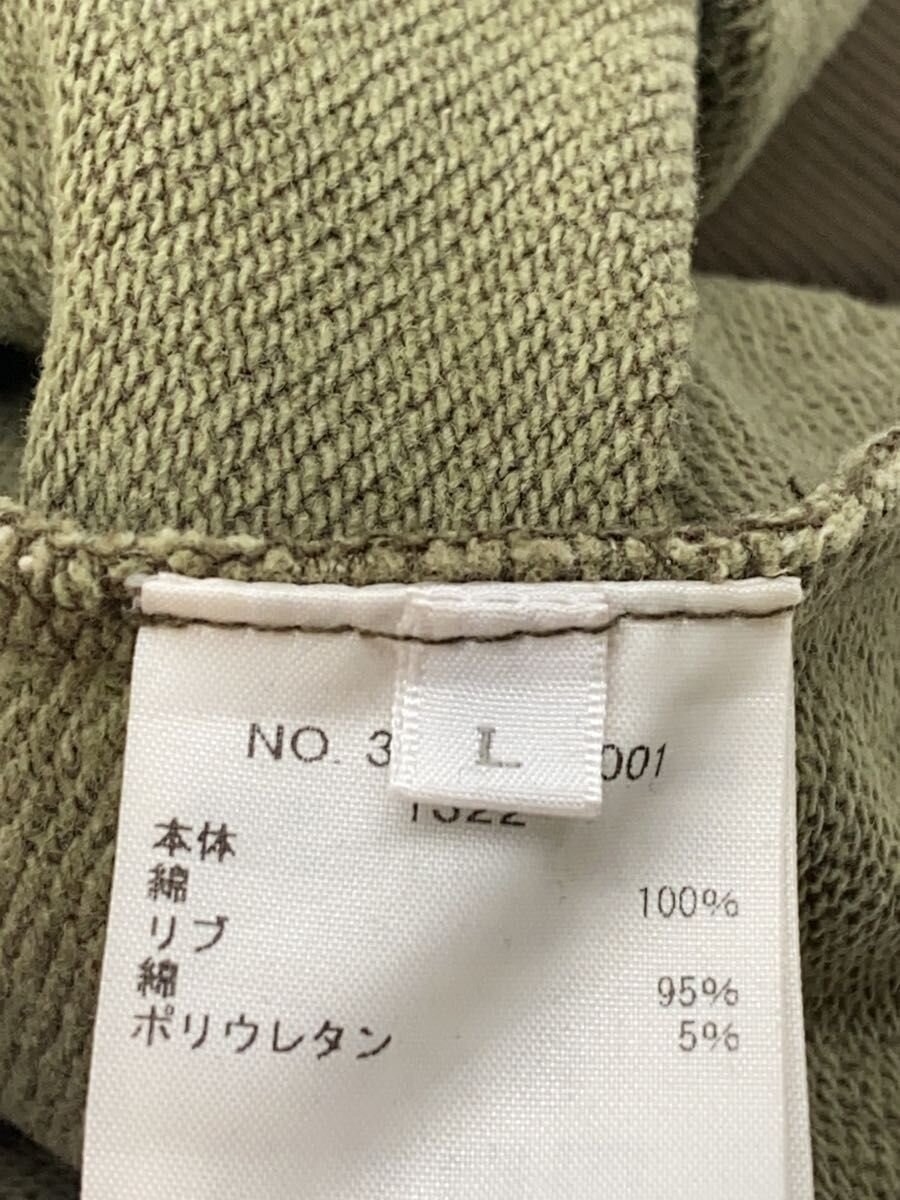 NO. 3
001
L
本体
綿 100%
リブ
綿 95%
ポリウレタン 5%